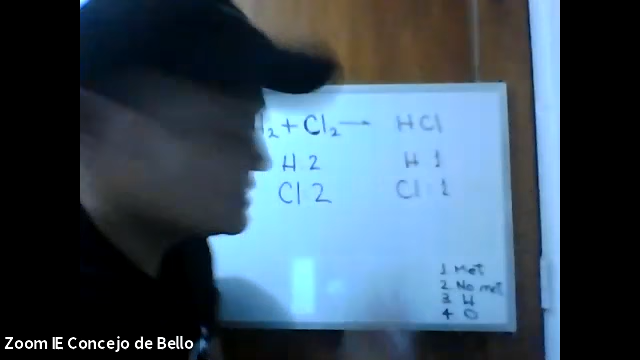 H₂ + Cl₂ → HCl
H 2 H 1
Cl 2 Cl 1
1. Met
2. No met
3 H
4 O
Zoom IE Concejo de Bello